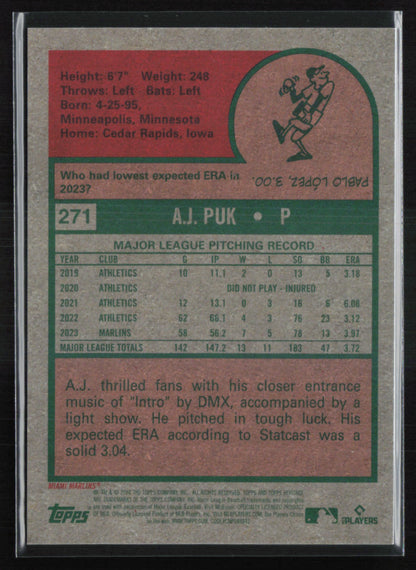 Height: 6'7" Weight: 248
Throws: Left Bats: Left
Born: 4-25-95,
Minneapolis, Minnesota
Home: Cedar Rapids, Iowa
Who had lowest expected ERA in
2023?
PABLO LÓPEZ, 3.00.
271 A.J. PUK • P
MAJOR LEAGUE PITCHING RECORD
YEAR CLUB G IP W L SO BB ERA
2019 ATHLETICS 10 11.1 2 0 13 5 3.18
2020 ATHLETICS DID NOT PLAY - INJURED
2021 ATHLETICS 12 13.1 0 3 16 6 6.08
2022 ATHLETICS 62 66.1 4 3 76 23 3.12
2023 MARLINS 58 56.2 7 5 78 13 3.97
MAJOR LEAGUE TOTALS 142 147.2 13 11 183 47 3.72
A.J. thrilled fans with his closer entrance
music of "Intro" by DMX, accompanied by a
light show. He pitched in tough luck. His
expected ERA according to Statcast was a
solid 3.04.
MIAMI MARLINS
Topps
PLAYERS